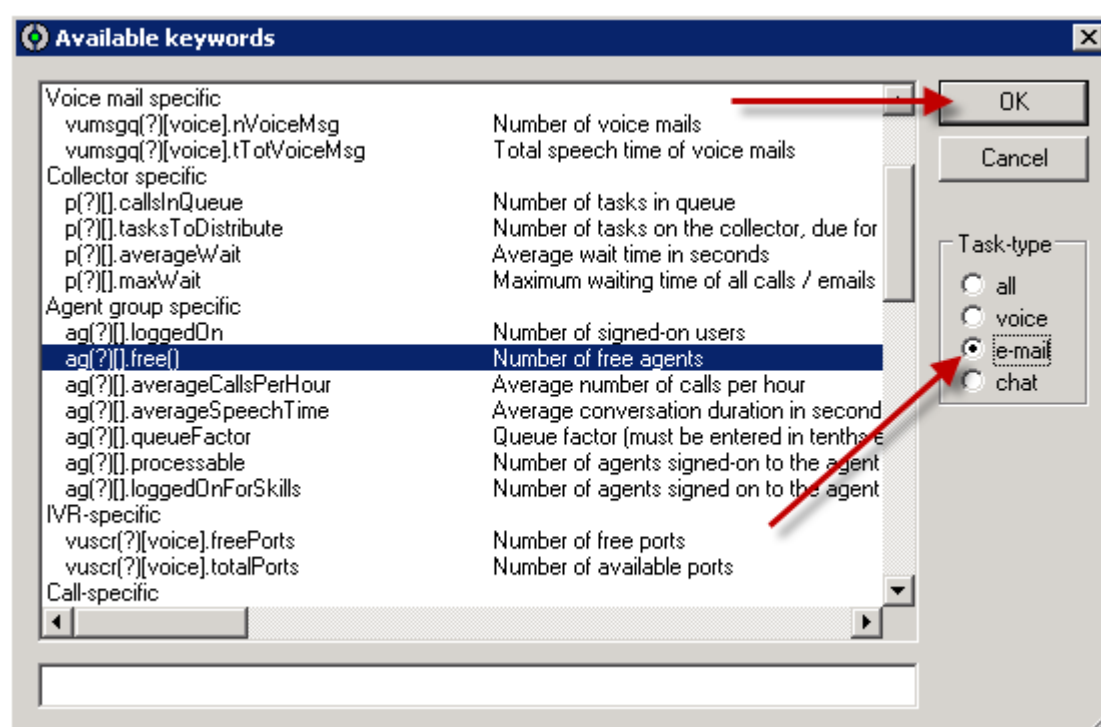 Available keywords
Voice mail specific
vumsgq(?)[voice].nVoiceMsg Number of voice mails
vumsgq(?)[voice].tTotVoiceMsg Total speech time of voice mails
Collector specific
p(?)[].callsInQueue Number of tasks in queue
p(?)[].tasksToDistribute Number of tasks on the collector, due for
p(?)[].averageWait Average wait time in seconds
p(?)[].maxWait Maximum waiting time of all calls / emails
Agent group specific
ag(?)[].loggedOn Number of signed-on users
ag(?)[].free() Number of free agents
ag(?)[].averageCallsPerHour Average number of calls per hour
ag(?)[].averageSpeechTime Average conversation duration in second
ag(?)[].queueFactor Queue factor (must be entered in tenths e
ag(?)[].processable Number of agents signed-on to the agent
ag(?)[].loggedOnForSkills Number of agents signed on to the agent
IVR-specific
vuscr(?)[voice].freePorts Number of free ports
vuscr(?)[voice].totalPorts Number of available ports
Call-specific
OK
Cancel
Task-type
all
voice
e-mail
chat